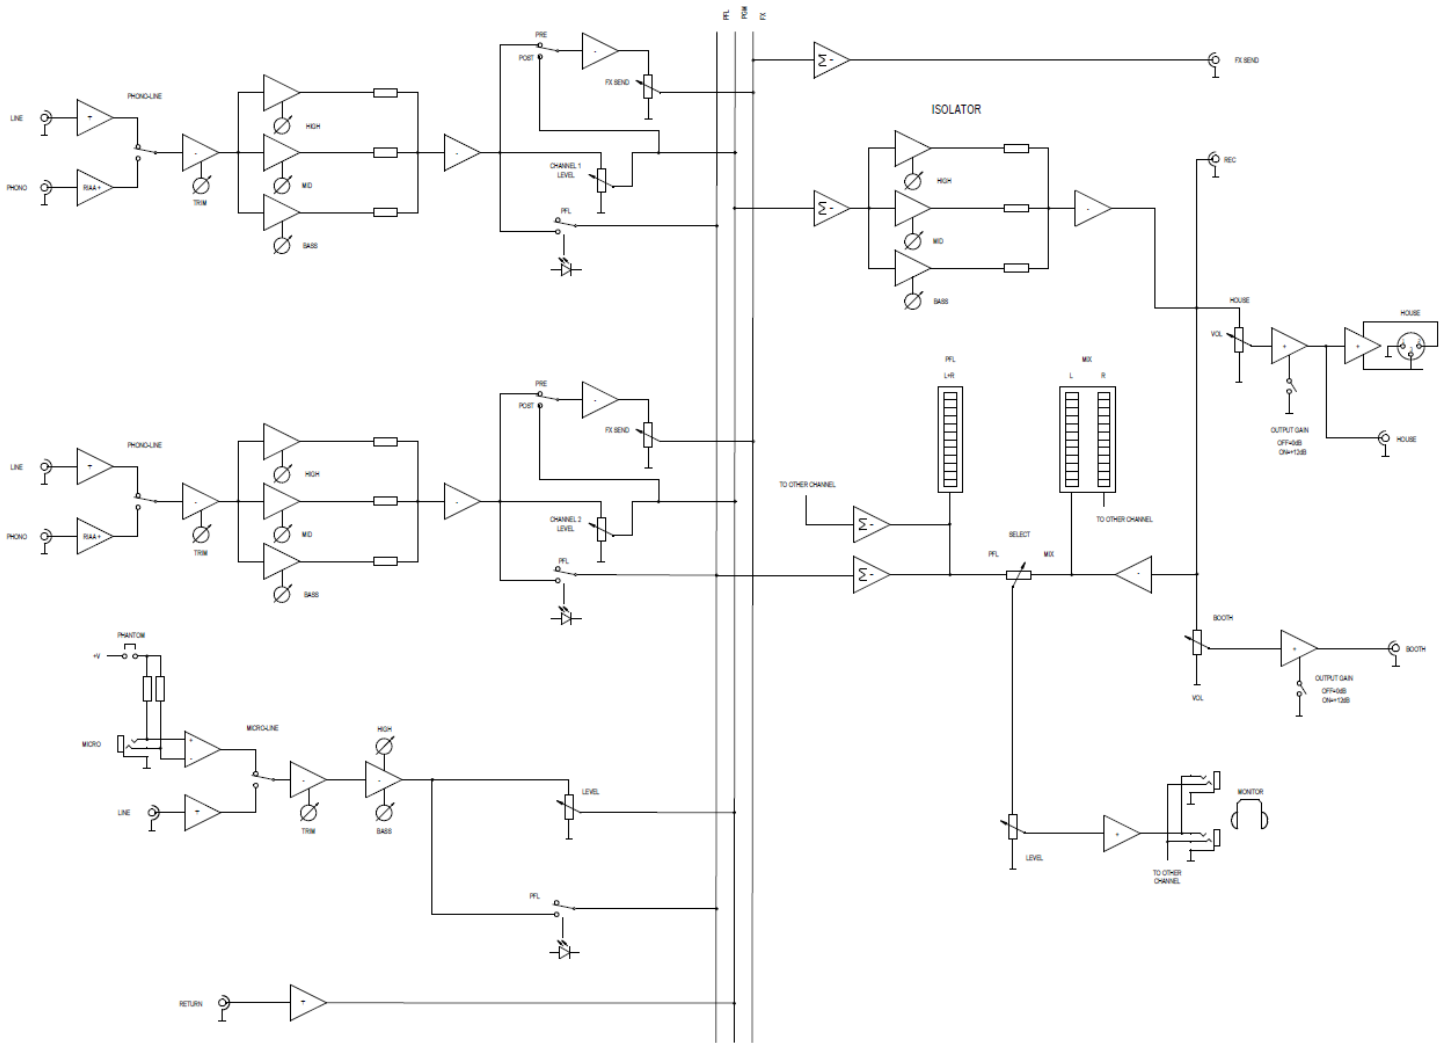 PFL
PGM
FX
PRE
POST
FX SEND
Σ-
FX SEND
PHONO-LINE
LINE
+
-
HIGH
ISOLATOR
PHONO
RIAA +
-
TRIM
MID
BASS
-
CHANNEL 1
LEVEL
PFL
REC
Σ-
HIGH
MID
BASS
-
HOUSE
VOL
+
+
HOUSE
OUTPUT GAIN
OFF=0dB
ON=+12dB
HOUSE
PFL
L+R
MIX
L
R
PRE
POST
-
FX SEND
PHONO-LINE
LINE
+
HIGH
PHONO
RIAA +
-
TRIM
MID
BASS
-
CHANNEL 2
LEVEL
PFL
TO OTHER CHANNEL
Σ-
TO OTHER CHANNEL
SELECT
PFL
MIX
Σ-
-
BOOTH
VOL
+
BOOTH
OUTPUT GAIN
OFF=0dB
ON=+12dB
PHANTOM
+V
MICRO
+
-
MICRO-LINE
HIGH
LINE
+
-
TRIM
-
BASS
LEVEL
PFL
LEVEL
+
MONITOR
TO OTHER
CHANNEL
RETURN
+